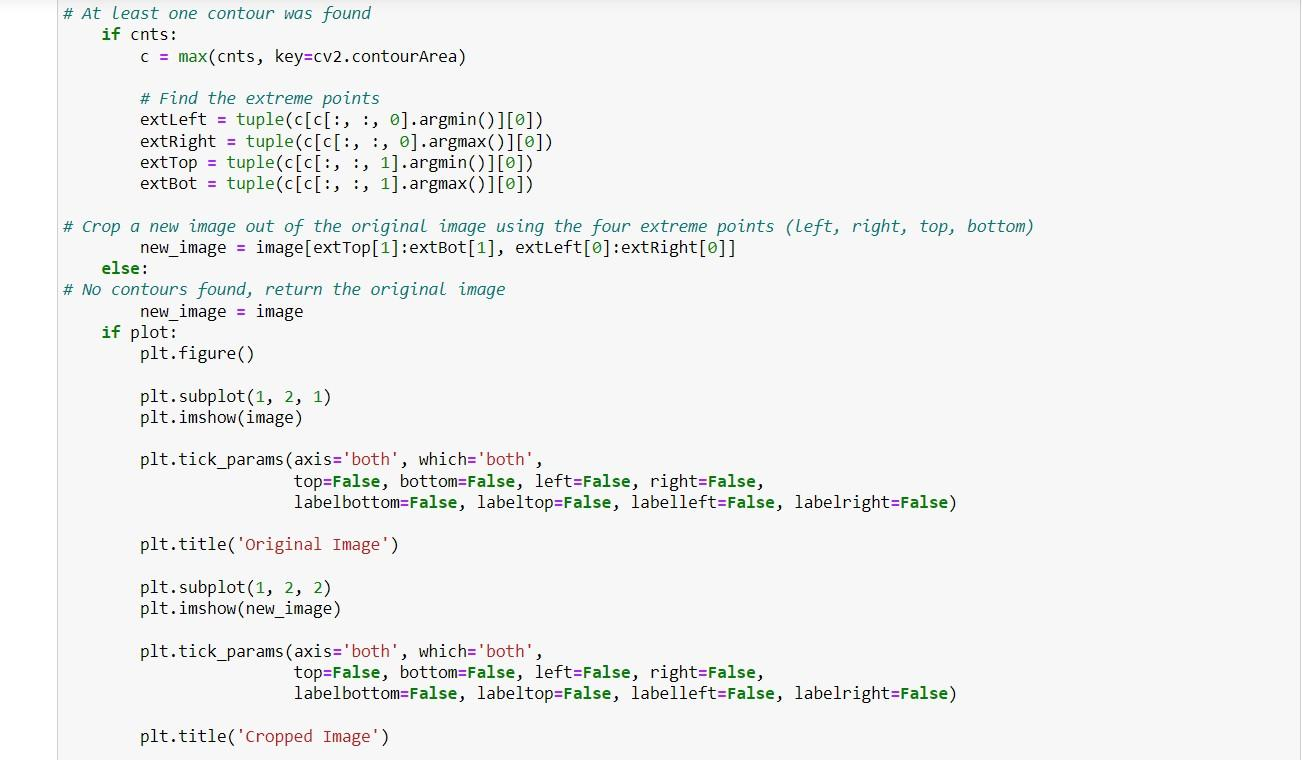 # At least one contour was found
    if cnts:
        c = max(cnts, key=cv2.contourArea)

        # Find the extreme points
        extLeft = tuple(c[c[:, :, 0].argmin()][0])
        extRight = tuple(c[c[:, :, 0].argmax()][0])
        extTop = tuple(c[c[:, :, 1].argmin()][0])
        extBot = tuple(c[c[:, :, 1].argmax()][0])

# Crop a new image out of the original image using the four extreme points (left, right, top, bottom)
        new_image = image[extTop[1]:extBot[1], extLeft[0]:extRight[0]]
    else:
# No contours found, return the original image
        new_image = image
    if plot:
        plt.figure()

        plt.subplot(1, 2, 1)
        plt.imshow(image)

        plt.tick_params(axis='both', which='both',
                        top=False, bottom=False, left=False, right=False,
                        labelbottom=False, labeltop=False, labelleft=False, labelright=False)

        plt.title('Original Image')

        plt.subplot(1, 2, 2)
        plt.imshow(new_image)

        plt.tick_params(axis='both', which='both',
                        top=False, bottom=False, left=False, right=False,
                        labelbottom=False, labeltop=False, labelleft=False, labelright=False)

        plt.title('Cropped Image')